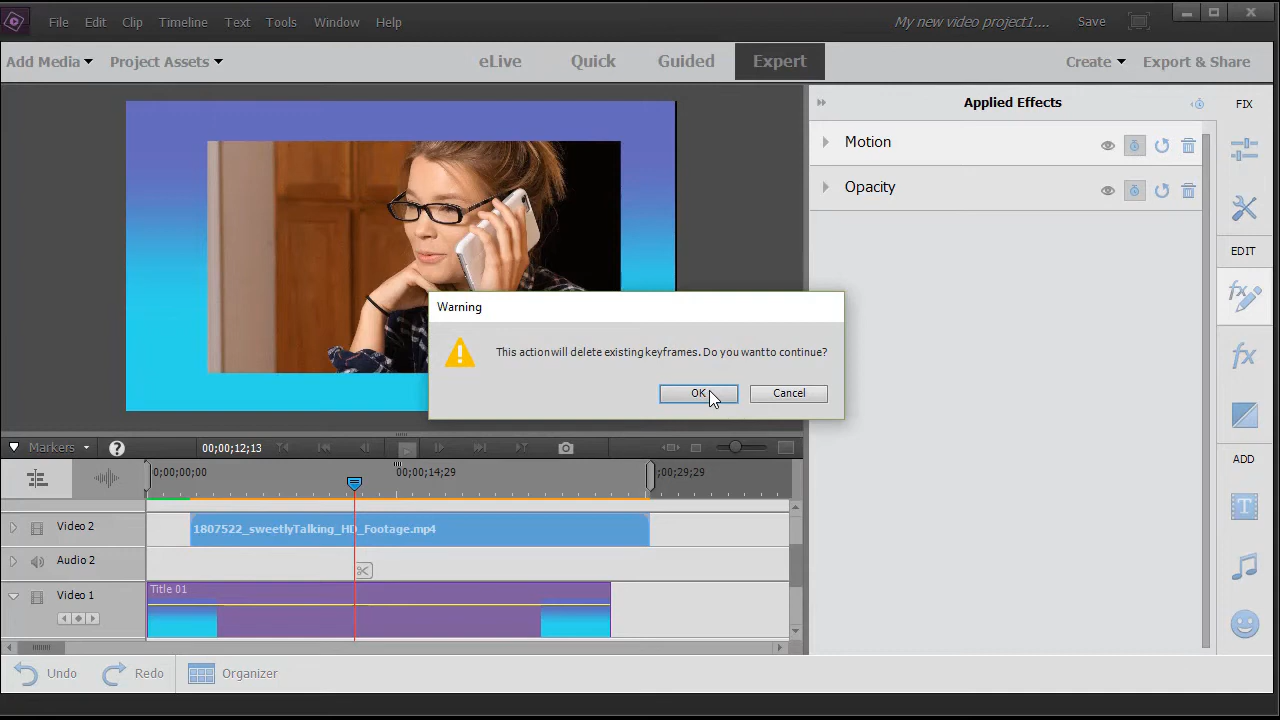 File Edit Clip Timeline Text Tools Window Help My new video project1.... Save
Add Media Project Assets eLive Quick Guided Expert Create Export & Share
Applied Effects FIX
Motion
Opacity
EDIT
fx
fx
Warning
This action will delete existing keyframes. Do you want to continue?
OK Cancel
Markers ? 00;00;12;13
;0;00;00;00 00;00;14;29 ;00;29;29
ADD
Video 2 1807522_sweetlyTalking_HD_Footage.mp4
Audio 2
Title 01
Video 1
Undo Redo Organizer